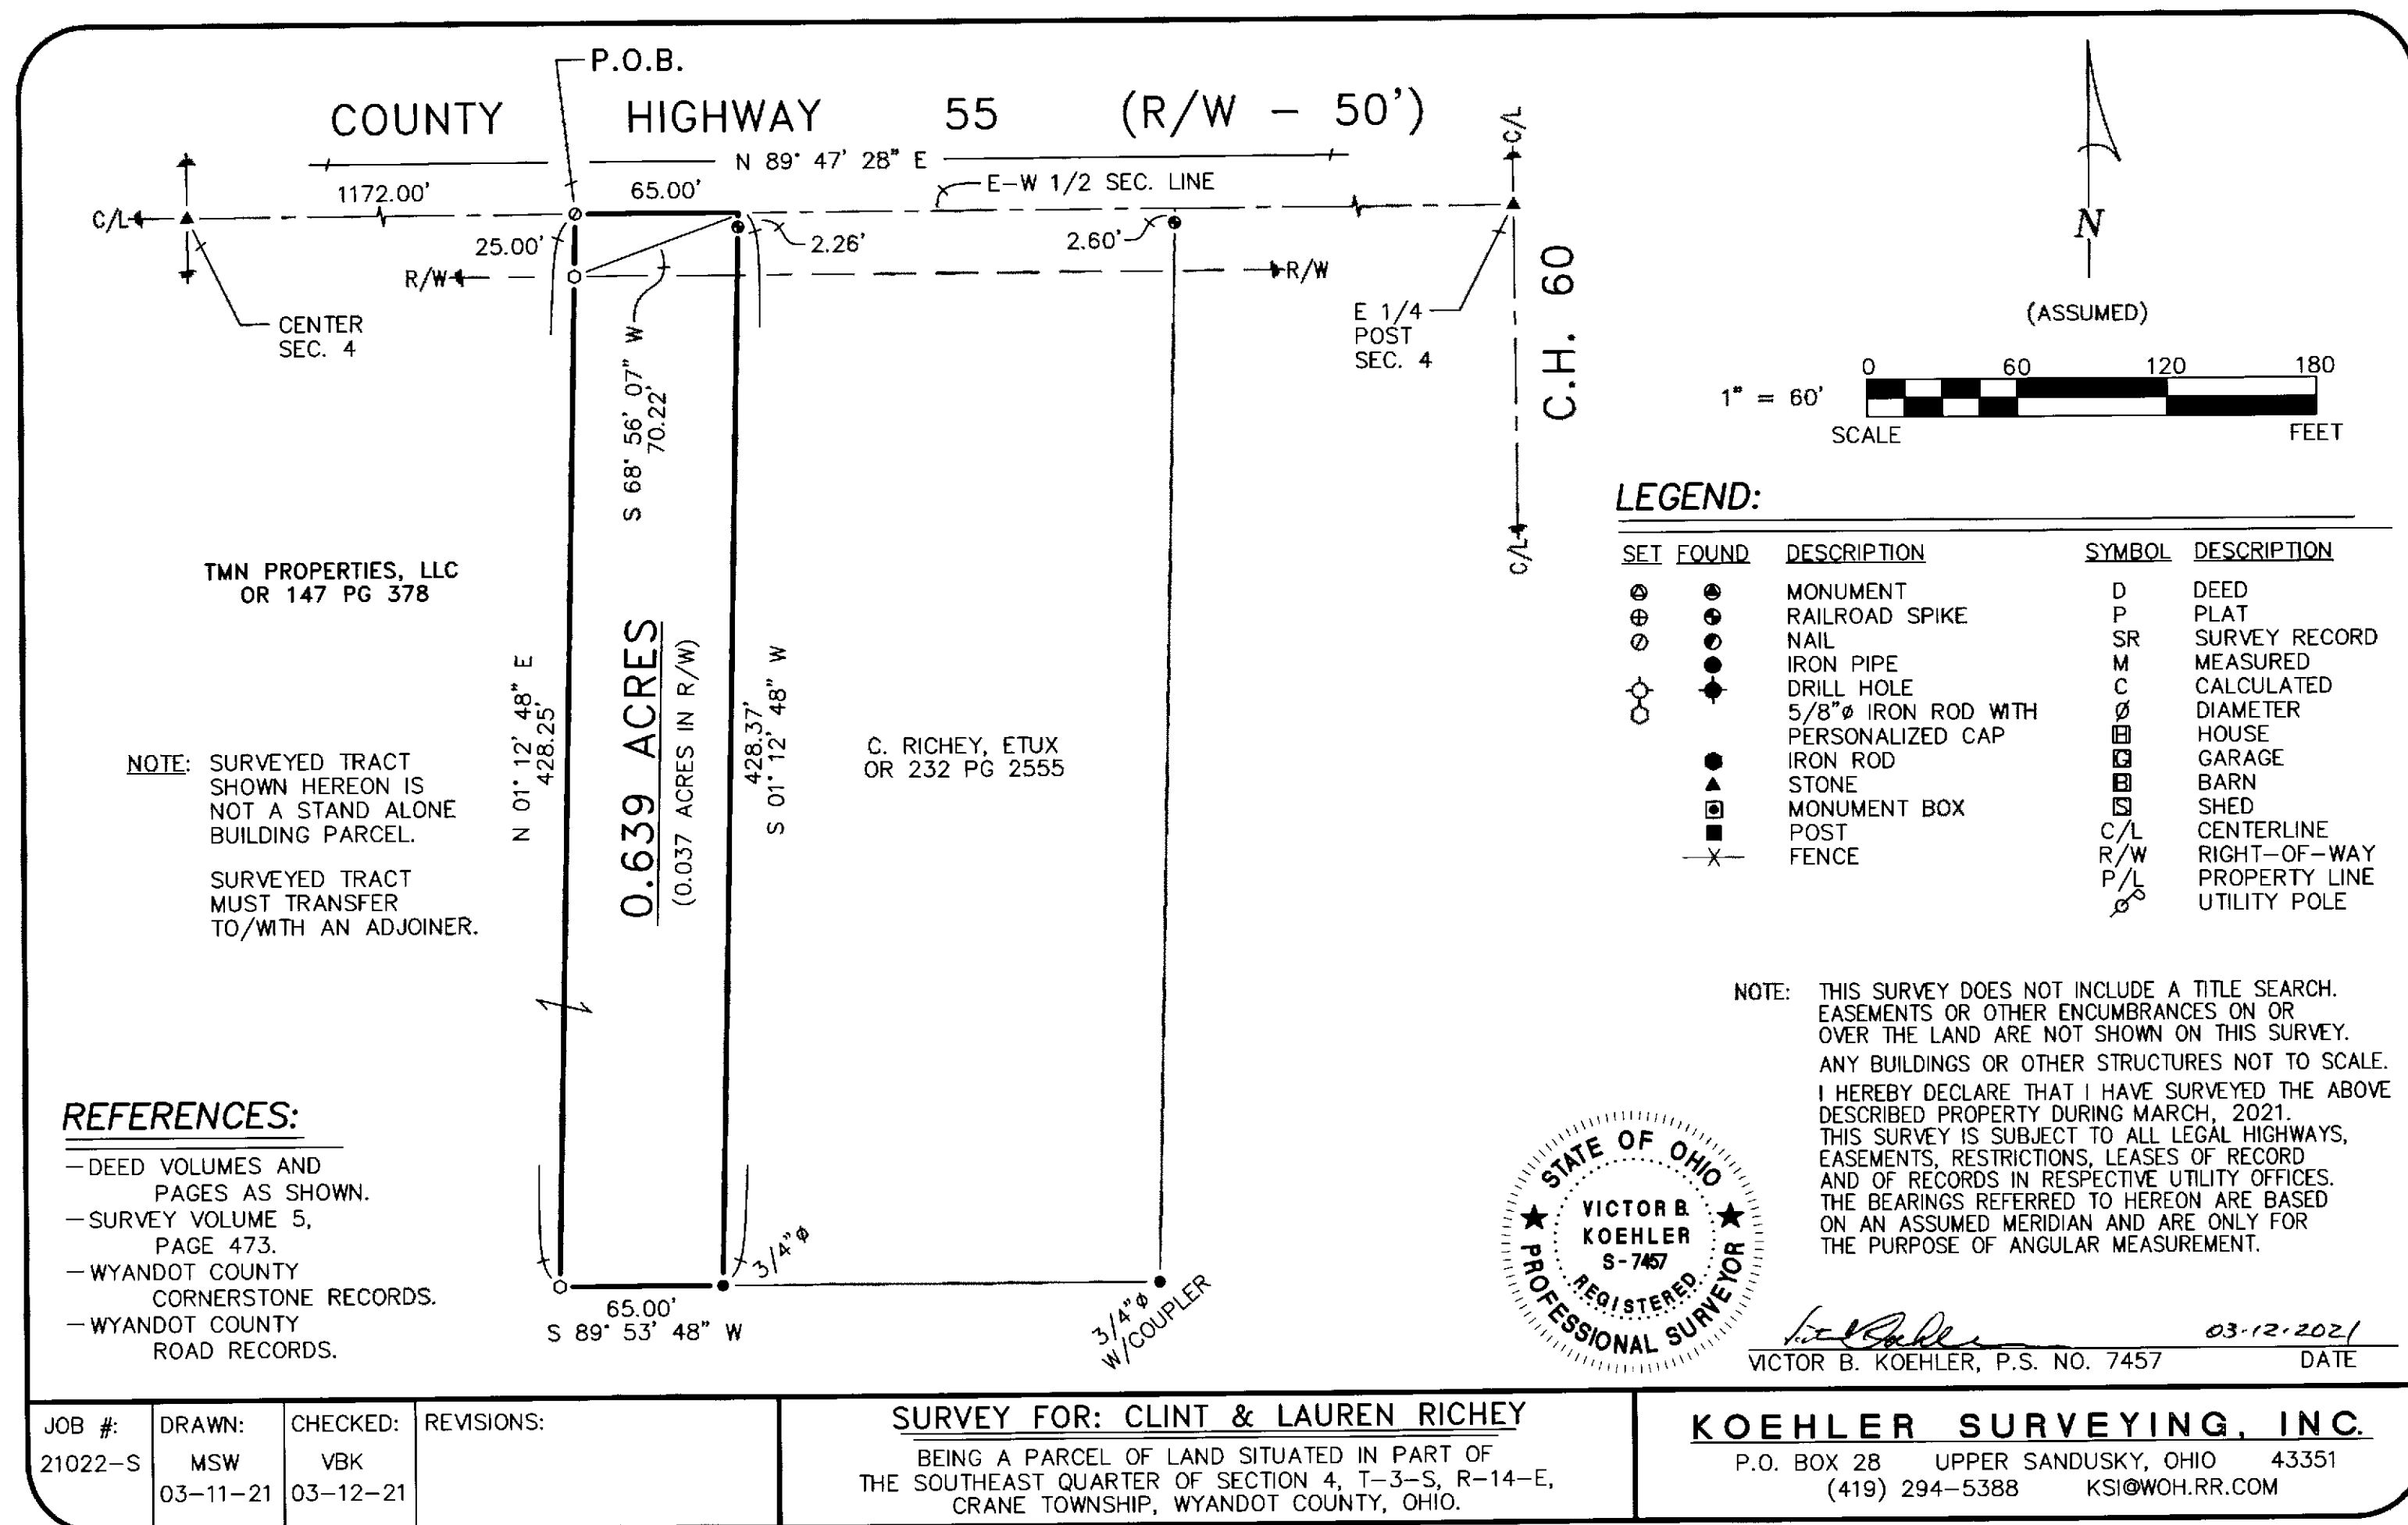 P.O.B.
COUNTY HIGHWAY 55 (R/W - 50')
N 89° 47' 28" E
1172.00'
65.00'
E-W 1/2 SEC. LINE
C/L
C/L
25.00'
2.26'
2.60'
R/W
R/W
CENTER
SEC. 4
E 1/4
POST
SEC. 4
C.H. 60
C/L
S 68° 56' 07" W
70.22'
TMN PROPERTIES, LLC
OR 147 PG 378
N 01° 12' 48" E
428.25'
0.639 ACRES
(0.037 ACRES IN R/W)
428.37'
S 01° 12' 48" W
C. RICHEY, ETUX
OR 232 PG 2555
NOTE: SURVEYED TRACT
SHOWN HEREON IS
NOT A STAND ALONE
BUILDING PARCEL.
SURVEYED TRACT
MUST TRANSFER
TO/WITH AN ADJOINER.
REFERENCES:
-DEED VOLUMES AND
PAGES AS SHOWN.
-SURVEY VOLUME 5,
PAGE 473.
-WYANDOT COUNTY
CORNERSTONE RECORDS.
-WYANDOT COUNTY
ROAD RECORDS.
65.00'
S 89° 53' 48" W
3/4"ø
3/4"ø
W/COUPLER
N
(ASSUMED)
0 60 120 180
1" = 60'
SCALE FEET
LEGEND:
SET FOUND DESCRIPTION SYMBOL DESCRIPTION
MONUMENT D DEED
RAILROAD SPIKE P PLAT
NAIL SR SURVEY RECORD
IRON PIPE M MEASURED
DRILL HOLE C CALCULATED
5/8"ø IRON ROD WITH Ø DIAMETER
PERSONALIZED CAP H HOUSE
IRON ROD G GARAGE
STONE B BARN
MONUMENT BOX S SHED
POST C/L CENTERLINE
FENCE R/W RIGHT-OF-WAY
P/L PROPERTY LINE
UTILITY POLE
NOTE: THIS SURVEY DOES NOT INCLUDE A TITLE SEARCH.
EASEMENTS OR OTHER ENCUMBRANCES ON OR
OVER THE LAND ARE NOT SHOWN ON THIS SURVEY.
ANY BUILDINGS OR OTHER STRUCTURES NOT TO SCALE.
I HEREBY DECLARE THAT I HAVE SURVEYED THE ABOVE
DESCRIBED PROPERTY DURING MARCH, 2021.
THIS SURVEY IS SUBJECT TO ALL LEGAL HIGHWAYS,
EASEMENTS, RESTRICTIONS, LEASES OF RECORD
AND OF RECORDS IN RESPECTIVE UTILITY OFFICES.
THE BEARINGS REFERRED TO HEREON ARE BASED
ON AN ASSUMED MERIDIAN AND ARE ONLY FOR
THE PURPOSE OF ANGULAR MEASUREMENT.
STATE OF OHIO
VICTOR B.
KOEHLER
S-7457
REGISTERED
PROFESSIONAL SURVEYOR
03-12-2021
VICTOR B. KOEHLER, P.S. NO. 7457 DATE
JOB #: DRAWN: CHECKED: REVISIONS:
21022-S MSW VBK
03-11-21 03-12-21
SURVEY FOR: CLINT & LAUREN RICHEY
BEING A PARCEL OF LAND SITUATED IN PART OF
THE SOUTHEAST QUARTER OF SECTION 4, T-3-S, R-14-E,
CRANE TOWNSHIP, WYANDOT COUNTY, OHIO.
KOEHLER SURVEYING, INC.
P.O. BOX 28 UPPER SANDUSKY, OHIO 43351
(419) 294-5388 KSI@WOH.RR.COM